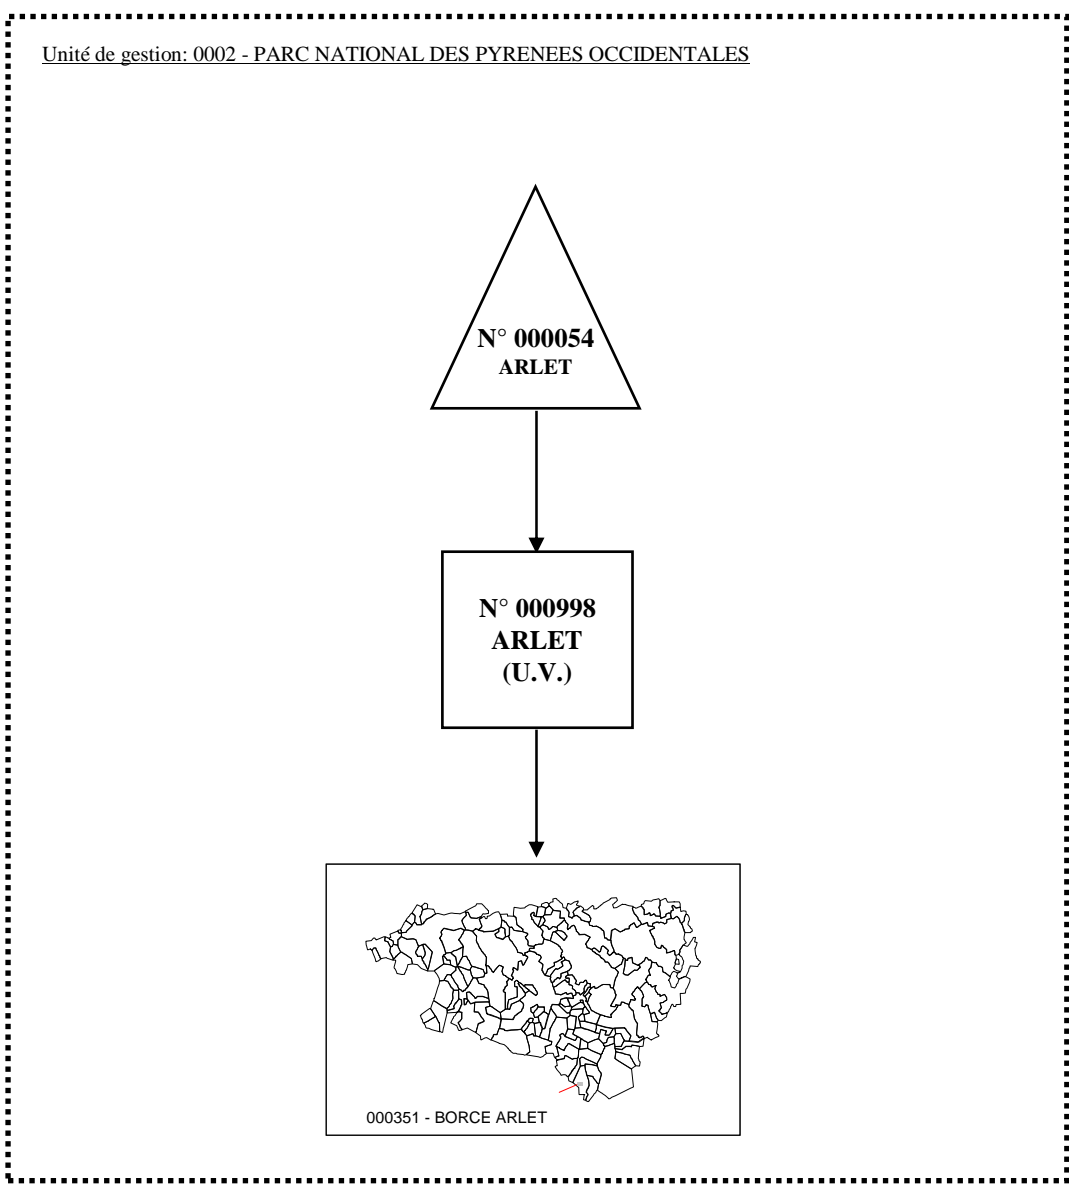 Unité de gestion: 0002 - PARC NATIONAL DES PYRENEES OCCIDENTALES
N° 000054
ARLET
N° 000998
ARLET
(U.V.)
000351 - BORCE ARLET